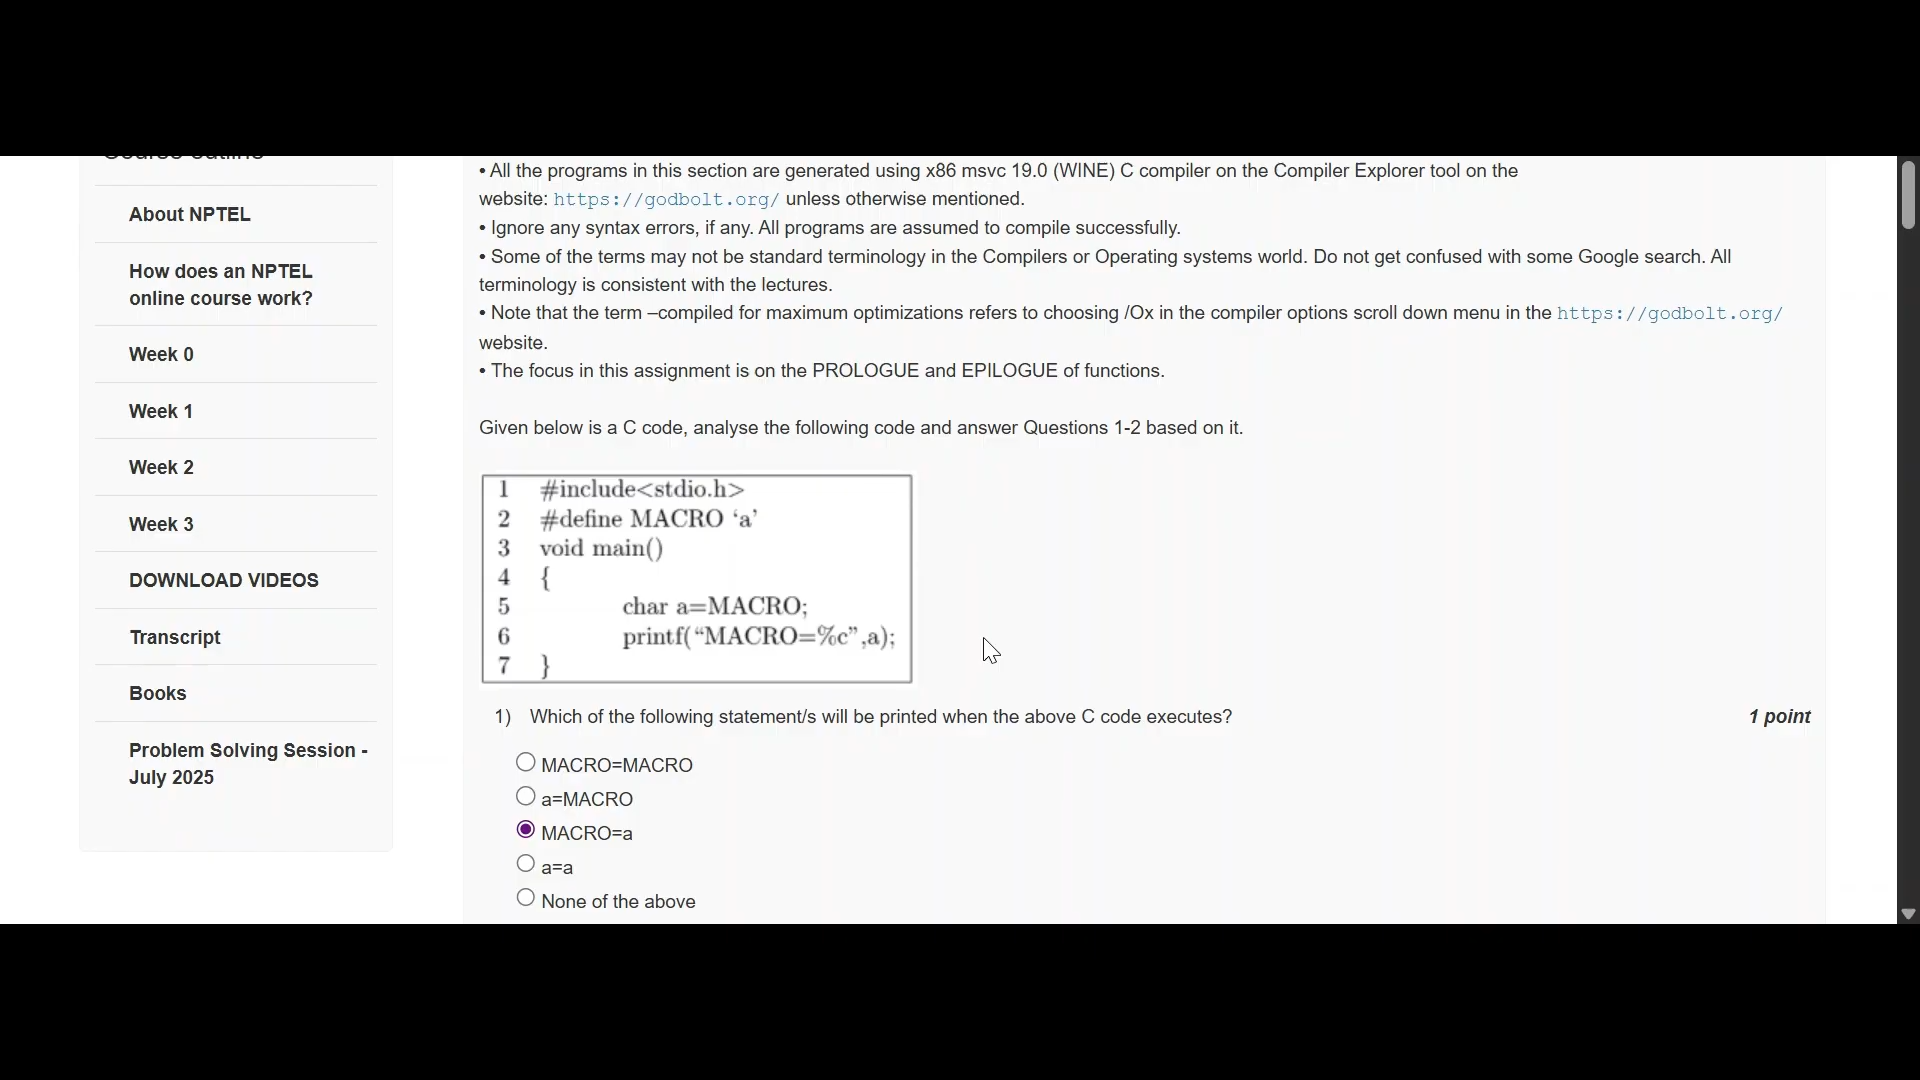 Course outline
About NPTEL
How does an NPTEL
online course work?
Week 0
Week 1
Week 2
Week 3
DOWNLOAD VIDEOS
Transcript
Books
Problem Solving Session -
July 2025
• All the programs in this section are generated using x86 msvc 19.0 (WINE) C compiler on the Compiler Explorer tool on the
website: https://godbolt.org/ unless otherwise mentioned.
• Ignore any syntax errors, if any. All programs are assumed to compile successfully.
• Some of the terms may not be standard terminology in the Compilers or Operating systems world. Do not get confused with some Google search. All
terminology is consistent with the lectures.
• Note that the term –compiled for maximum optimizations refers to choosing /Ox in the compiler options scroll down menu in the https://godbolt.org/
website.
• The focus in this assignment is on the PROLOGUE and EPILOGUE of functions.
Given below is a C code, analyse the following code and answer Questions 1-2 based on it.
1 #include<stdio.h>
2 #define MACRO ‘a’
3 void main()
4 {
5 char a=MACRO;
6 printf(“MACRO=%c”,a);
7 }
1) Which of the following statement/s will be printed when the above C code executes? 1 point
MACRO=MACRO
a=MACRO
MACRO=a
a=a
None of the above